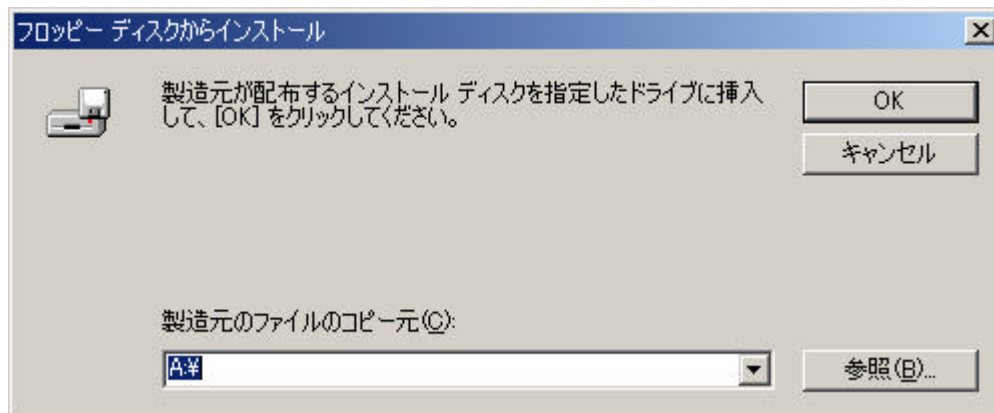 フロッピー ディスクからインストール
製造元が配布するインストール ディスクを指定したドライブに挿入
して、[OK] をクリックしてください。
OK
キャンセル
製造元のファイルのコピー元(C):
A:¥
参照(B)...